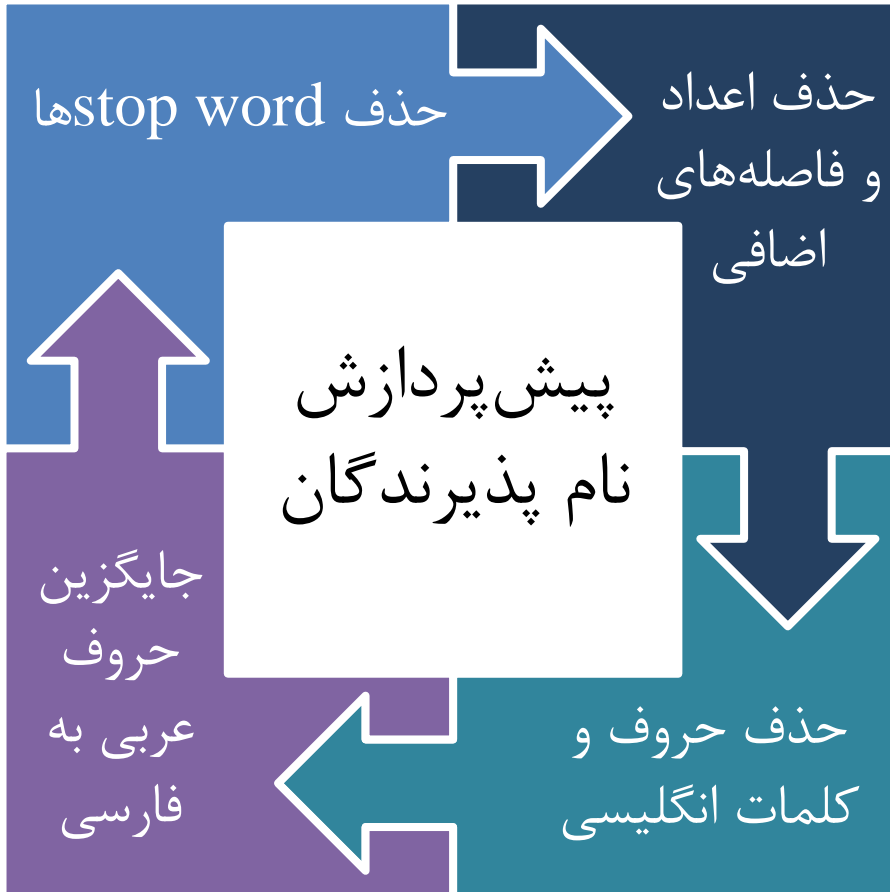 حذف stop wordها
حذف اعداد
و فاصله‌های
اضافی
پیش‌پردازش
نام پذیرندگان
جایگزین
حروف
عربی به
فارسی
حذف حروف و
کلمات انگلیسی